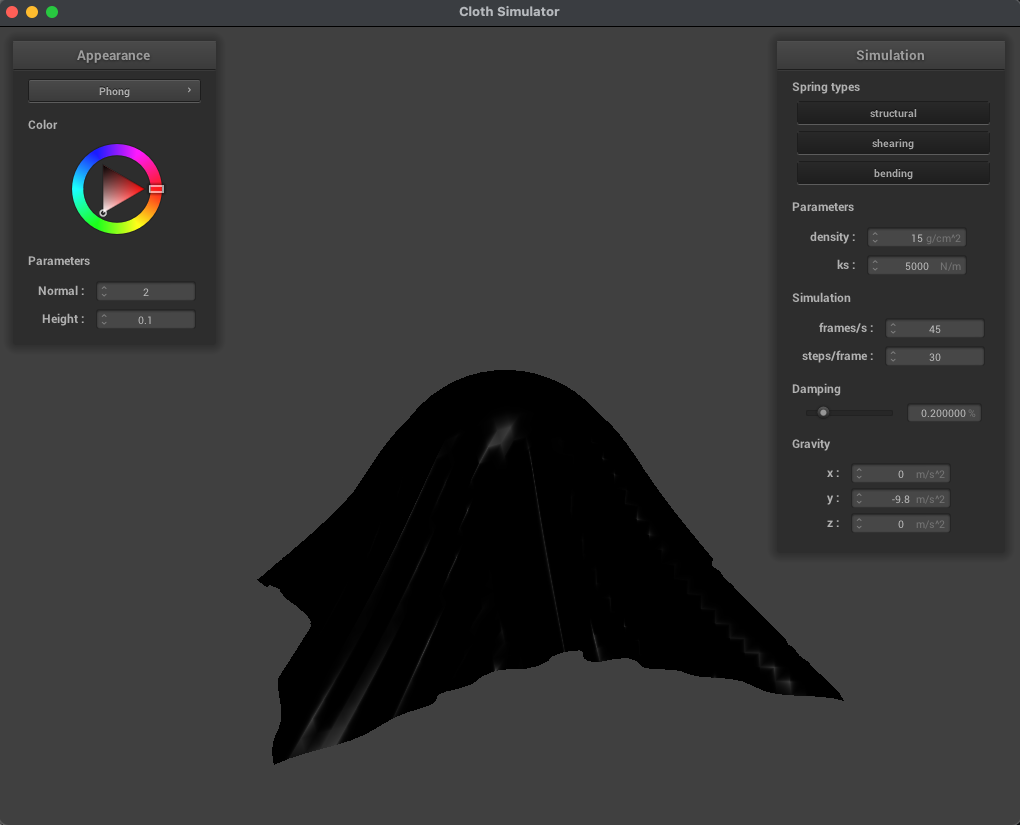 Cloth Simulator
Appearance
Phong ›
Color
Parameters
Normal : 2
Height : 0.1
Simulation
Spring types
structural
shearing
bending
Parameters
density : 15 g/cm^2
ks : 5000 N/m
Simulation
frames/s : 45
steps/frame : 30
Damping
0.200000 %
Gravity
x : 0 m/s^2
y : -9.8 m/s^2
z : 0 m/s^2